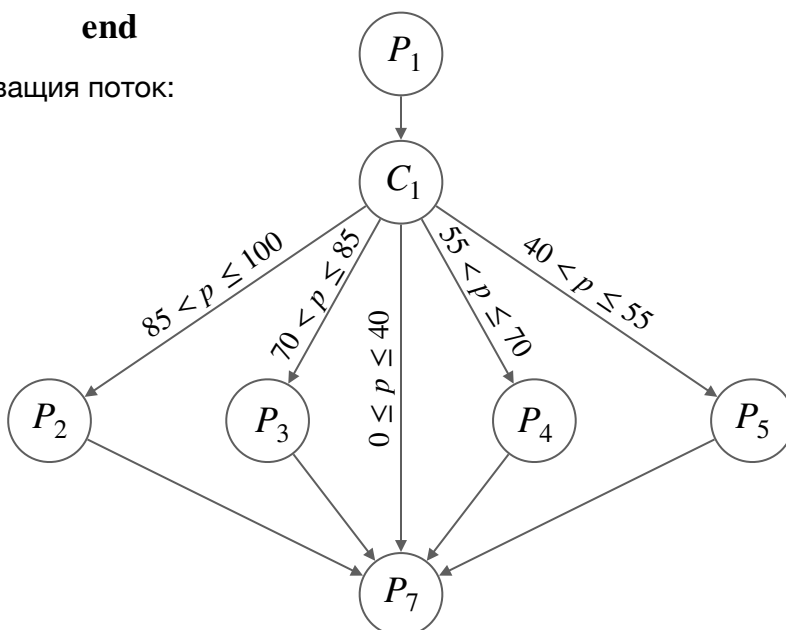 end
P₁
ващия поток:
C₁
85 < p ≤ 100
70 < p ≤ 85
0 ≤ p ≤ 40
55 < p ≤ 70
40 < p ≤ 55
P₂
P₃
P₄
P₅
P₇